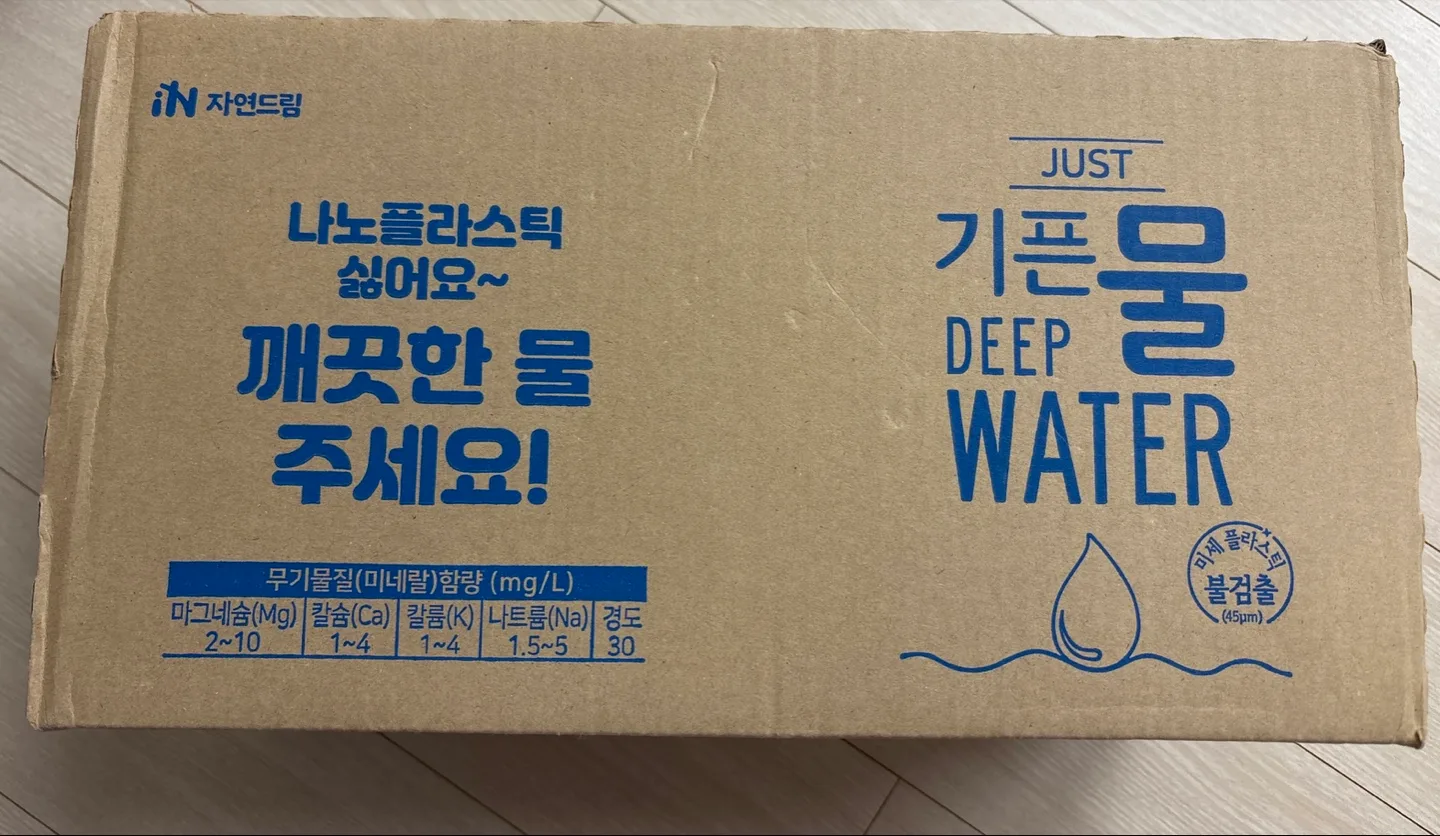 iN 자연드림
나노플라스틱
싫어요~
깨끗한 물
주세요!
무기물질(미네랄)함량 (mg/L)
마그네슘(Mg) 칼슘(Ca) 칼륨(K) 나트륨(Na) 경도
2~10 1~4 1~4 1.5~5 30
JUST
기픈물
DEEP
WATER
미세 플라스틱
불검출
(45µm)